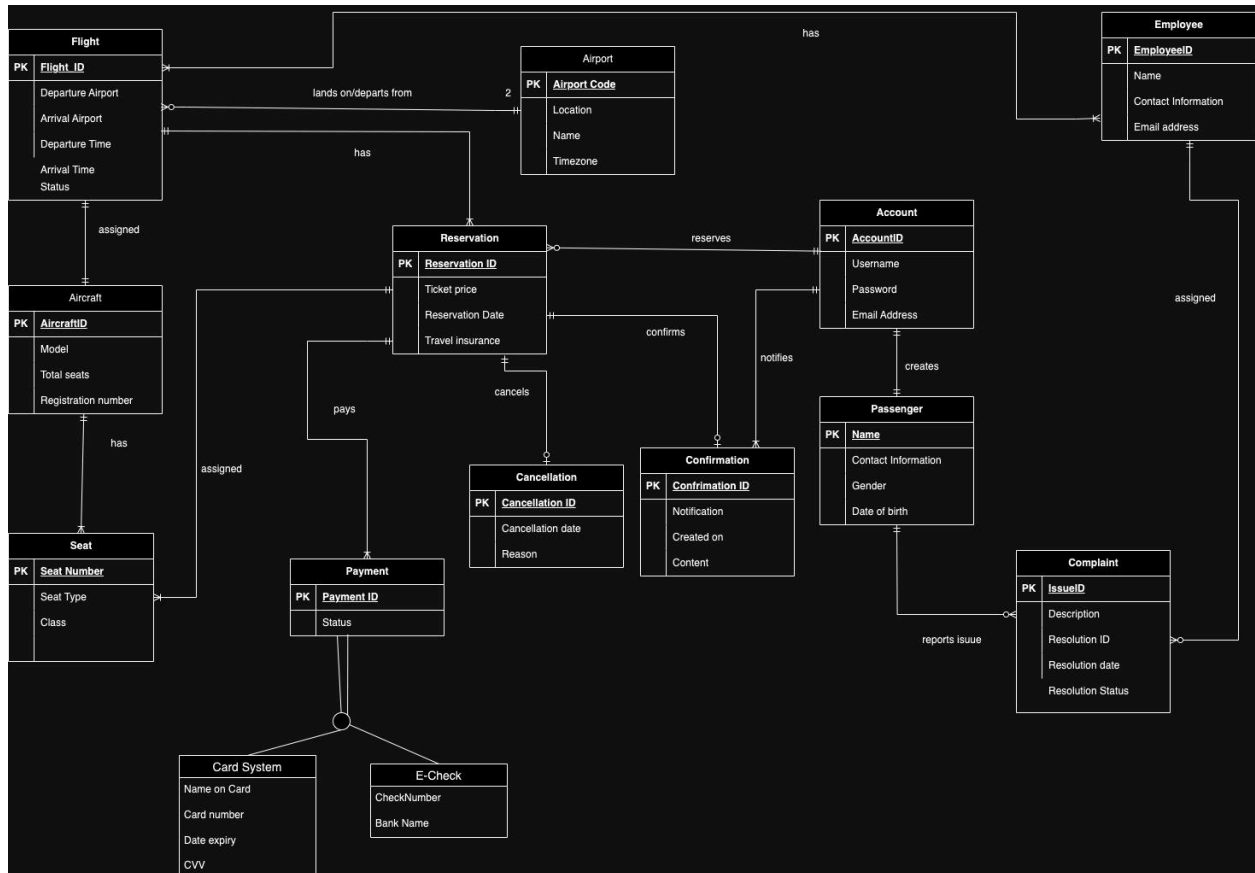 Flight
PK Flight_ID
Departure Airport
Arrival Airport
Departure Time
Arrival Time
Status
has
Employee
PK EmployeeID
Name
Contact Information
Email address
lands on/departs from
2
Airport
PK Airport Code
Location
Name
Timezone
has
assigned
Reservation
PK Reservation ID
Ticket price
Reservation Date
Travel insurance
reserves
Account
PK AccountID
Username
Password
Email Address
assigned
Aircraft
PK AircraftID
Model
Total seats
Registration number
confirms
notifies
creates
cancels
pays
has
assigned
Passenger
PK Name
Contact Information
Gender
Date of birth
Confirmation
PK Confrimation ID
Notification
Created on
Content
Cancellation
PK Cancellation ID
Cancellation date
Reason
Seat
PK Seat Number
Seat Type
Class
Payment
PK Payment ID
Status
Complaint
PK IssueID
Description
Resolution ID
Resolution date
Resolution Status
reports isuue
Card System
Name on Card
Card number
Date expiry
CVV
E-Check
CheckNumber
Bank Name